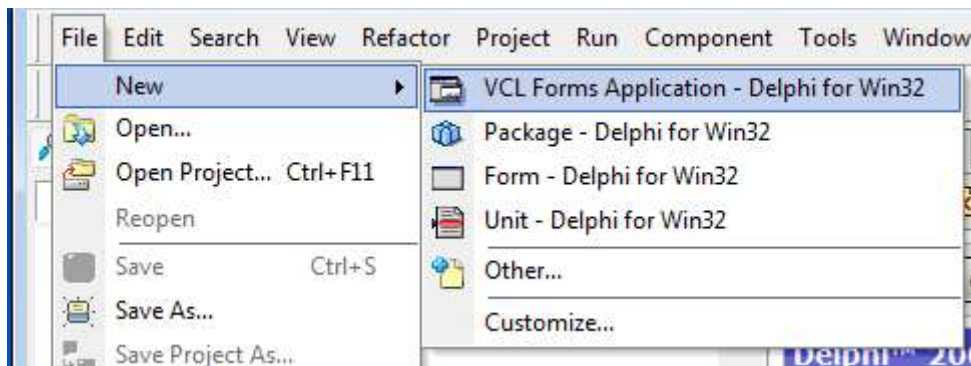 File Edit Search View Refactor Project Run Component Tools Window
New
Open...
Open Project... Ctrl+F11
Reopen
Save Ctrl+S
Save As...
Save Project As...
VCL Forms Application - Delphi for Win32
Package - Delphi for Win32
Form - Delphi for Win32
Unit - Delphi for Win32
Other...
Customize...
Delphi™ 200